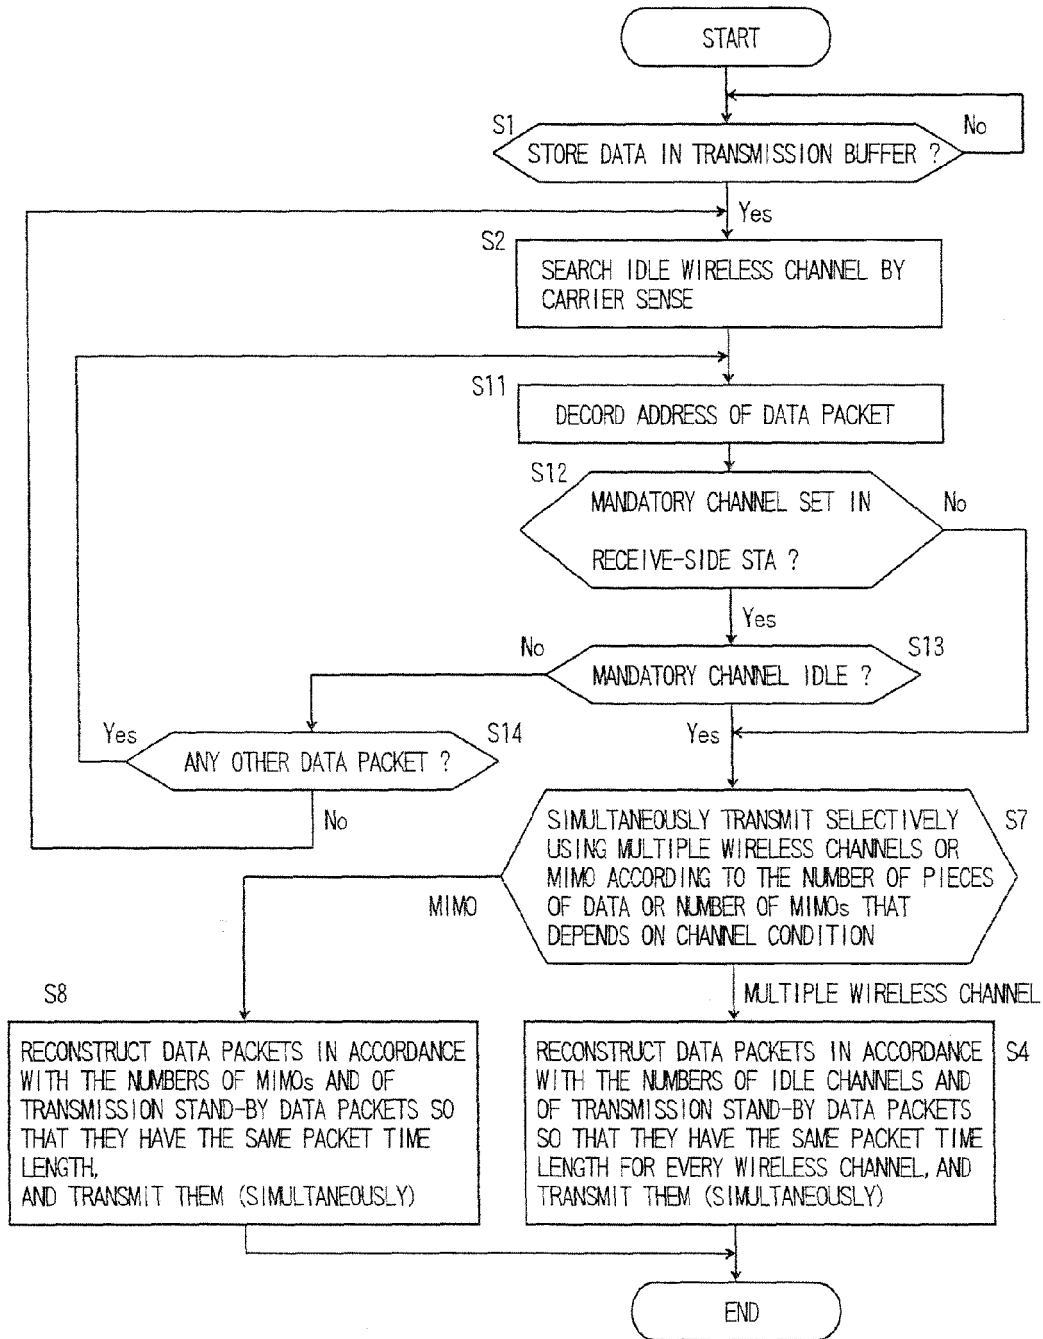 START
S1
No
STORE DATA IN TRANSMISSION BUFFER ?
Yes
S2
SEARCH IDLE WIRELESS CHANNEL BY
CARRIER SENSE
S11
DECORD ADDRESS OF DATA PACKET
S12
MANDATORY CHANNEL SET IN
No
RECEIVE-SIDE STA ?
Yes
No
S13
MANDATORY CHANNEL IDLE ?
Yes
S14
Yes
ANY OTHER DATA PACKET ?
No
SIMULTANEOUSLY TRANSMIT SELECTIVELY
S7
USING MULTIPLE WIRELESS CHANNELS OR
MIMO ACCORDING TO THE NUMBER OF PIECES
OF DATA OR NUMBER OF MIMOs THAT
DEPENDS ON CHANNEL CONDITION
MIMO
MULTIPLE WIRELESS CHANNEL
S8
RECONSTRUCT DATA PACKETS IN ACCORDANCE
WITH THE NUMBERS OF MIMOs AND OF
TRANSMISSION STAND-BY DATA PACKETS SO
THAT THEY HAVE THE SAME PACKET TIME
LENGTH,
AND TRANSMIT THEM (SIMULTANEOUSLY)
RECONSTRUCT DATA PACKETS IN ACCORDANCE
S4
WITH THE NUMBERS OF IDLE CHANNELS AND
OF TRANSMISSION STAND-BY DATA PACKETS
SO THAT THEY HAVE THE SAME PACKET TIME
LENGTH FOR EVERY WIRELESS CHANNEL, AND
TRANSMIT THEM (SIMULTANEOUSLY)
END